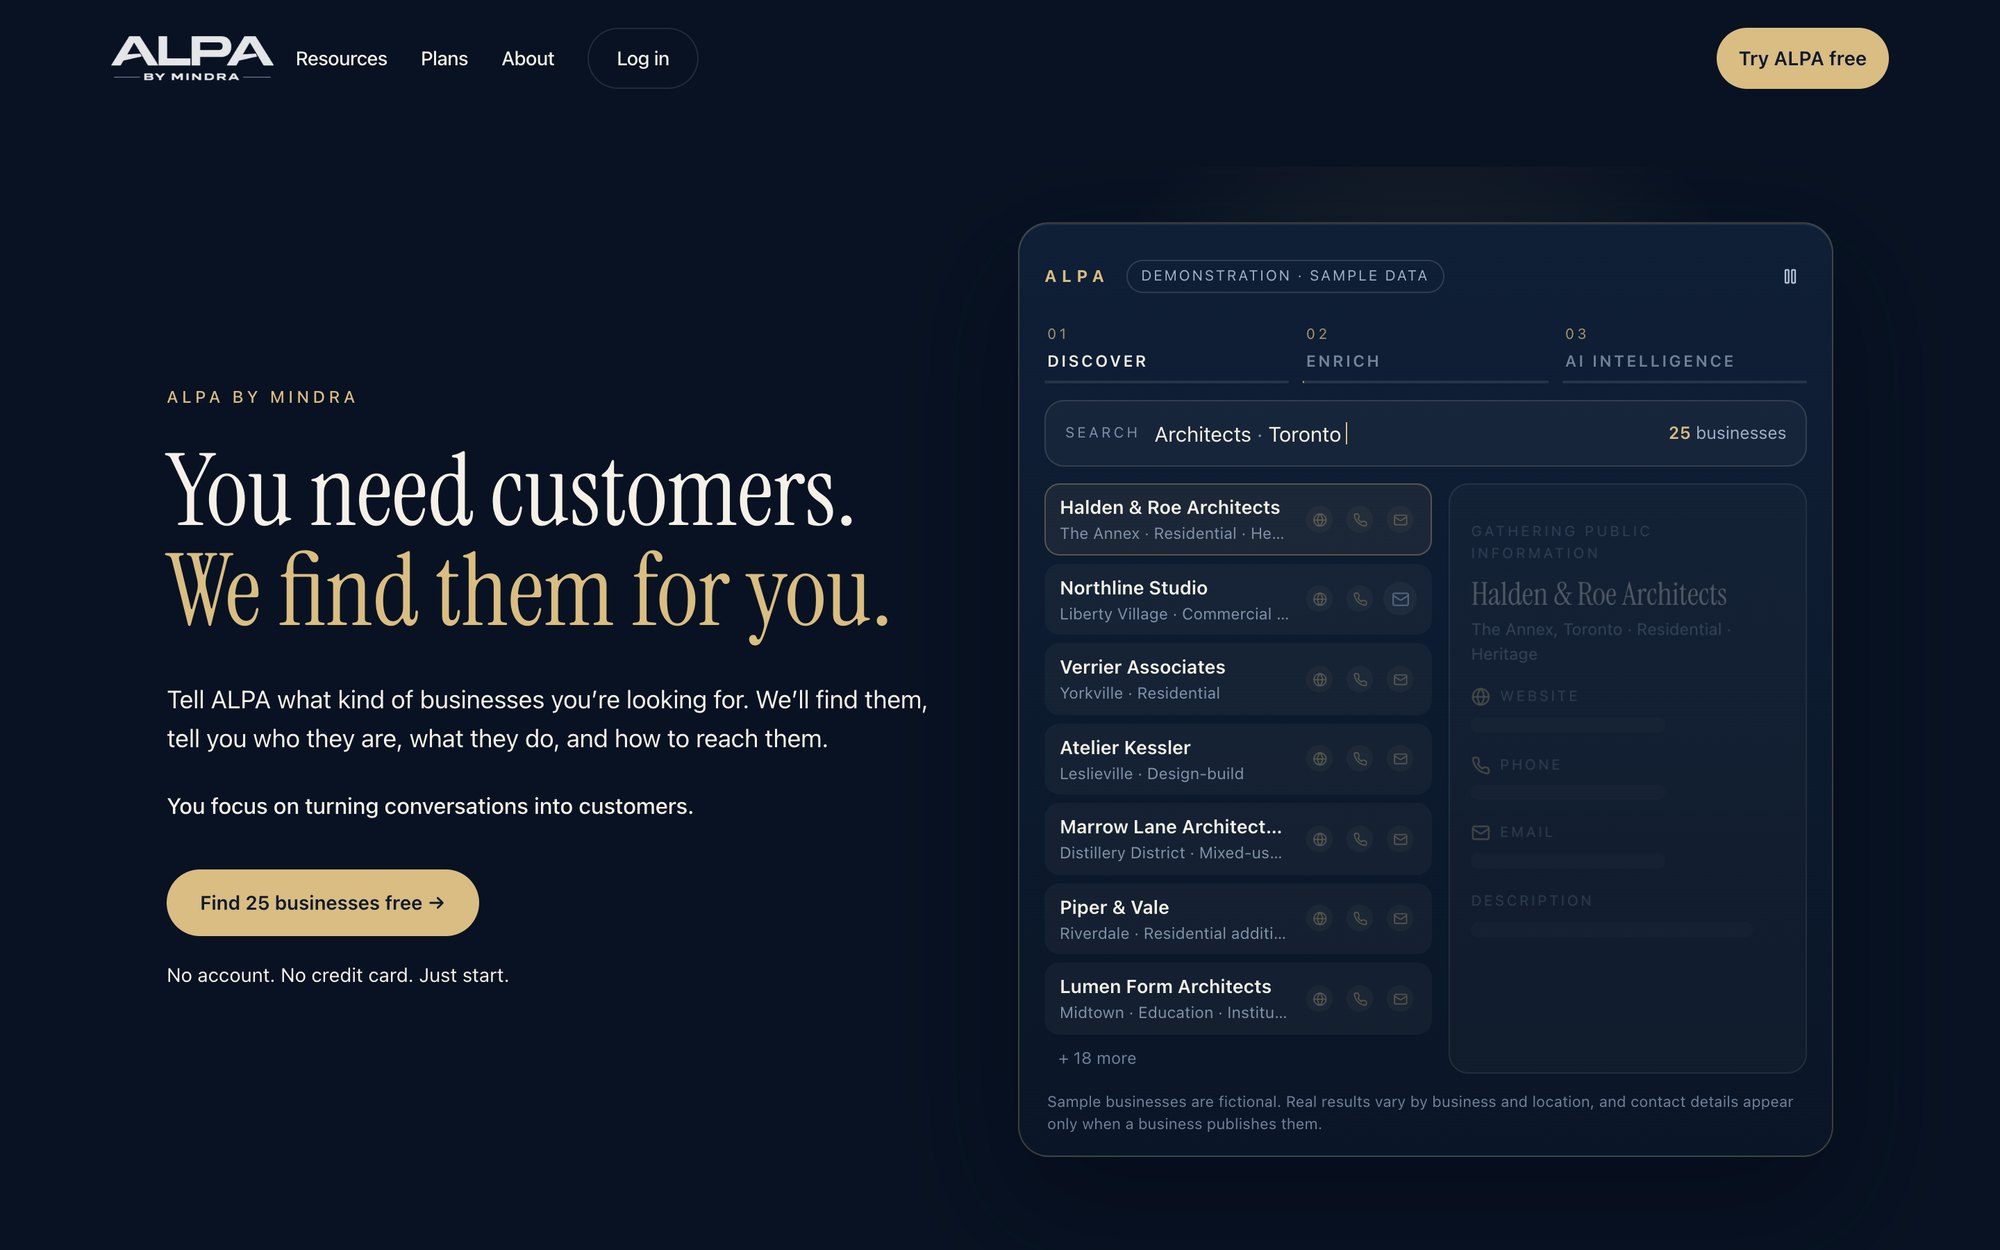 ALPA
BY MINDRA
Resources
Plans
About
Log in
Try ALPA free
ALPA BY MINDRA
You need customers.
We find them for you.
Tell ALPA what kind of businesses you’re looking for. We’ll find them,
tell you who they are, what they do, and how to reach them.
You focus on turning conversations into customers.
Find 25 businesses free →
No account. No credit card. Just start.
ALPA
DEMONSTRATION · SAMPLE DATA
01
DISCOVER
02
ENRICH
03
AI INTELLIGENCE
SEARCH Architects · Toronto
25 businesses
Halden & Roe Architects
The Annex · Residential · He...
Northline Studio
Liberty Village · Commercial ...
Verrier Associates
Yorkville · Residential
Atelier Kessler
Leslieville · Design-build
Marrow Lane Architect...
Distillery District · Mixed-us...
Piper & Vale
Riverdale · Residential additi...
Lumen Form Architects
Midtown · Education · Institu...
+ 18 more
GATHERING PUBLIC
INFORMATION
Halden & Roe Architects
The Annex, Toronto · Residential ·
Heritage
WEBSITE
PHONE
EMAIL
DESCRIPTION
Sample businesses are fictional. Real results vary by business and location, and contact details appear
only when a business publishes them.